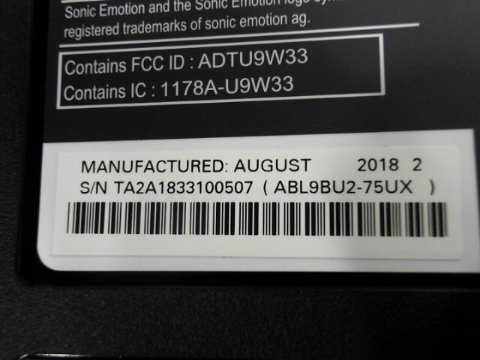 Sonic Emotion and the Sonic Emotion logo
registered trademarks of sonic emotion ag.
Contains FCC ID : ADTU9W33
Contains IC : 1178A-U9W33
MANUFACTURED: AUGUST 2018 2
S/N TA2A1833100507 ( ABL9BU2-75UX )